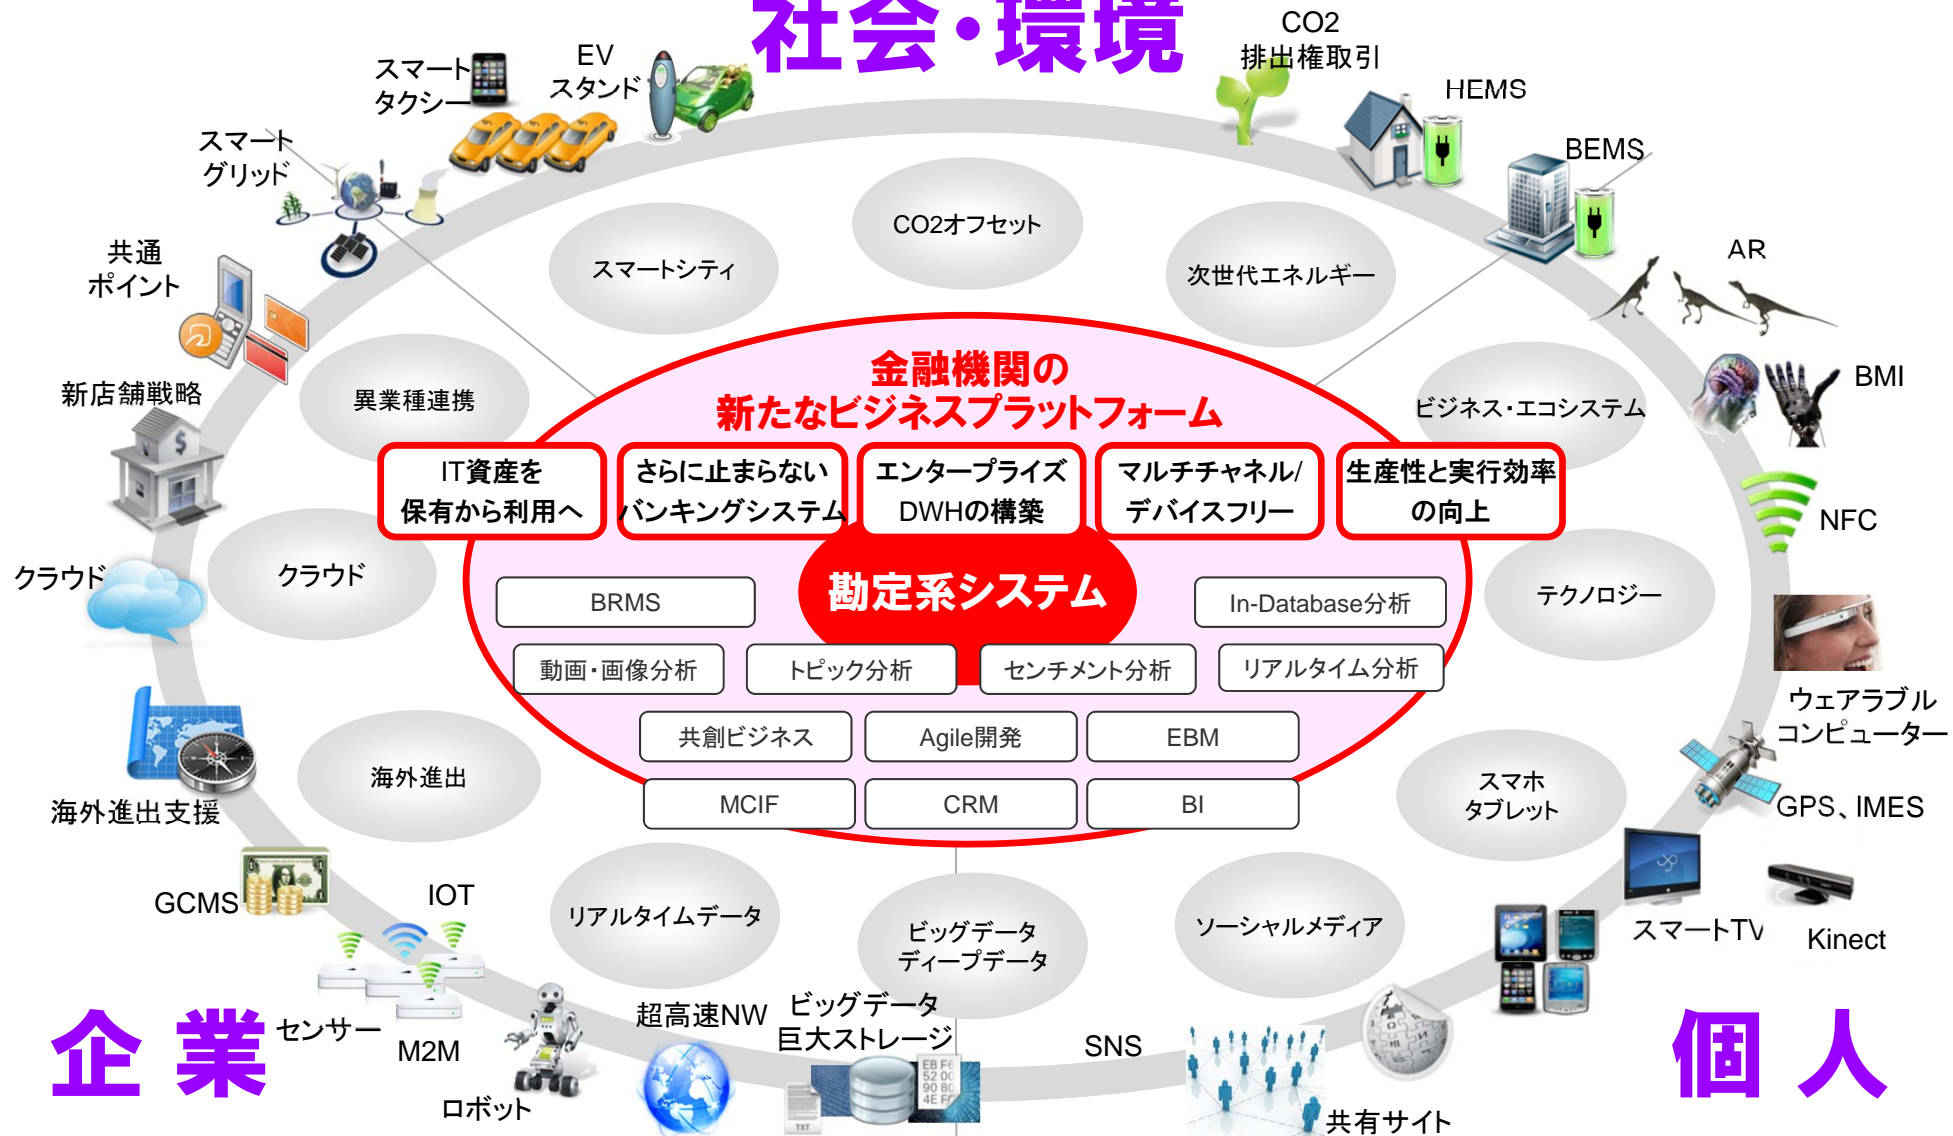 社会・環境
CO2
排出権取引
EV
スタンド
スマート
タクシー
HEMS
スマート
グリッド
BEMS
CO2オフセット
スマートシティ
次世代エネルギー
AR
共通
ポイント
新店舗戦略
異業種連携
金融機関の
新たなビジネスプラットフォーム
ビジネス・エコシステム
BMI
IT資産を
保有から利用へ
さらに止まらない
バンキングシステム
エンタープライズ
DWHの構築
マルチチャネル/
デバイスフリー
生産性と実行効率
の向上
NFC
クラウド
クラウド
勘定系システム
BRMS
In-Database分析
テクノロジー
動画・画像分析
トピック分析
センチメント分析
リアルタイム分析
ウェアラブル
コンピューター
共創ビジネス
Agile開発
EBM
海外進出
海外進出支援
MCIF
CRM
BI
スマホ
タブレット
GPS、IMES
GCMS
IOT
リアルタイムデータ
ビッグデータ
ディープデータ
ソーシャルメディア
スマートTV
Kinect
企業
センサー
M2M
ロボット
超高速NW
ビッグデータ
巨大ストレージ
EB F6
52 00
90 80
4E FC
TXT
SNS
共有サイト
個人